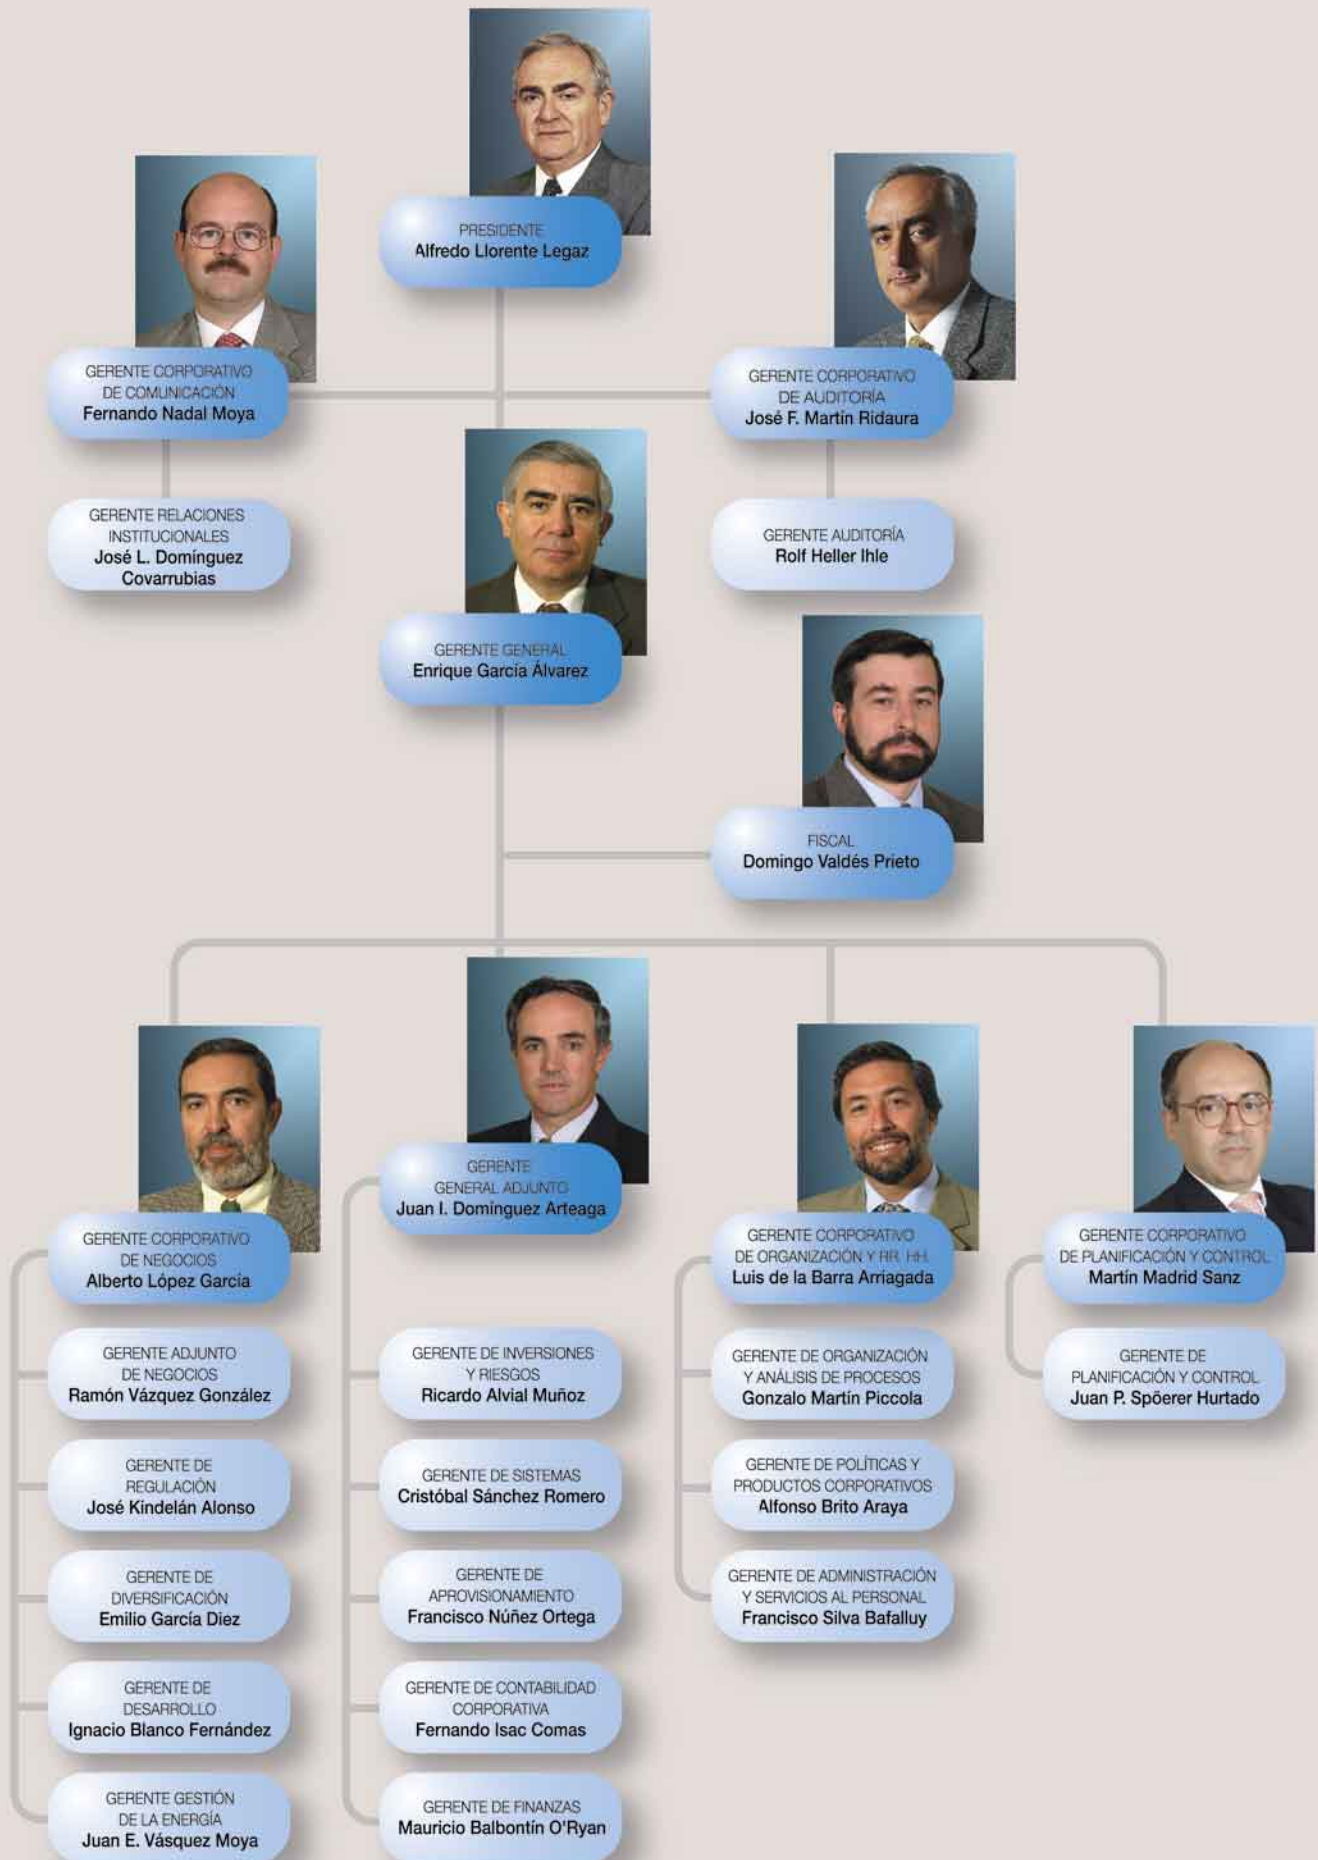 PRESIDENTE
Alfredo Llorente Legaz
GERENTE CORPORATIVO
DE COMUNICACIÓN
Fernando Nadal Moya
GERENTE CORPORATIVO
DE AUDITORÍA
José F. Martín Ridaura
GERENTE RELACIONES
INSTITUCIONALES
José L. Domínguez
Covarrubias
GERENTE AUDITORÍA
Rolf Heller Ihle
GERENTE GENERAL
Enrique García Álvarez
FISCAL
Domingo Valdés Prieto
GERENTE CORPORATIVO
DE NEGOCIOS
Alberto López García
GERENTE ADJUNTO
DE NEGOCIOS
Ramón Vázquez González
GERENTE DE
REGULACIÓN
José Kindelán Alonso
GERENTE DE
DIVERSIFICACIÓN
Emilio García Diez
GERENTE DE
DESARROLLO
Ignacio Blanco Fernández
GERENTE GESTIÓN
DE LA ENERGÍA
Juan E. Vásquez Moya
GERENTE
GENERAL ADJUNTO
Juan I. Domínguez Arteaga
GERENTE DE INVERSIONES
Y RIESGOS
Ricardo Alvial Muñoz
GERENTE DE SISTEMAS
Cristóbal Sánchez Romero
GERENTE DE
APROVISIONAMIENTO
Francisco Núñez Ortega
GERENTE DE CONTABILIDAD
CORPORATIVA
Fernando Isac Comas
GERENTE DE FINANZAS
Mauricio Balbontín O'Ryan
GERENTE CORPORATIVO
DE ORGANIZACIÓN Y RR. HH.
Luis de la Barra Arriagada
GERENTE DE ORGANIZACIÓN
Y ANÁLISIS DE PROCESOS
Gonzalo Martín Piccola
GERENTE DE POLÍTICAS Y
PRODUCTOS CORPORATIVOS
Alfonso Brito Araya
GERENTE DE ADMINISTRACIÓN
Y SERVICIOS AL PERSONAL
Francisco Silva Bafalluy
GERENTE CORPORATIVO
DE PLANIFICACIÓN Y CONTROL
Martín Madrid Sanz
GERENTE DE
PLANIFICACIÓN Y CONTROL
Juan P. Spöerer Hurtado